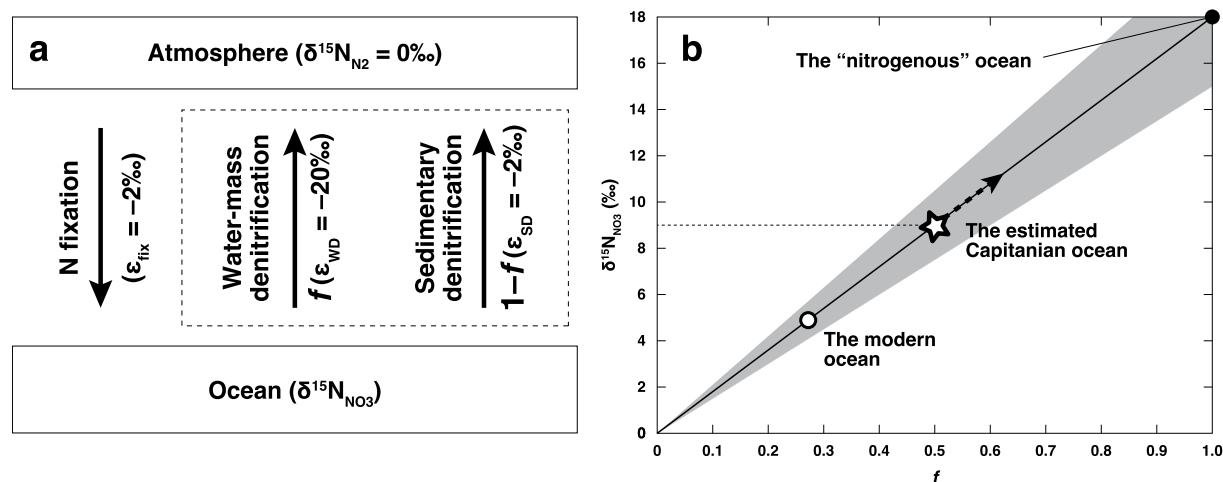 a
Atmosphere (δ¹⁵N_N2 = 0‰)
N fixation
(ε_fix = −2‰)
Water-mass
denitrification
f (ε_WD = −20‰)
Sedimentary
denitrification
1−f (ε_SD = −2‰)
Ocean (δ¹⁵N_NO3)
b
18
16
14
12
10
8
6
4
2
0
δ¹⁵N_NO3 (‰)
The “nitrogenous” ocean
The estimated
Capitanian ocean
The modern
ocean
0 0.1 0.2 0.3 0.4 0.5 0.6 0.7 0.8 0.9 1.0
f